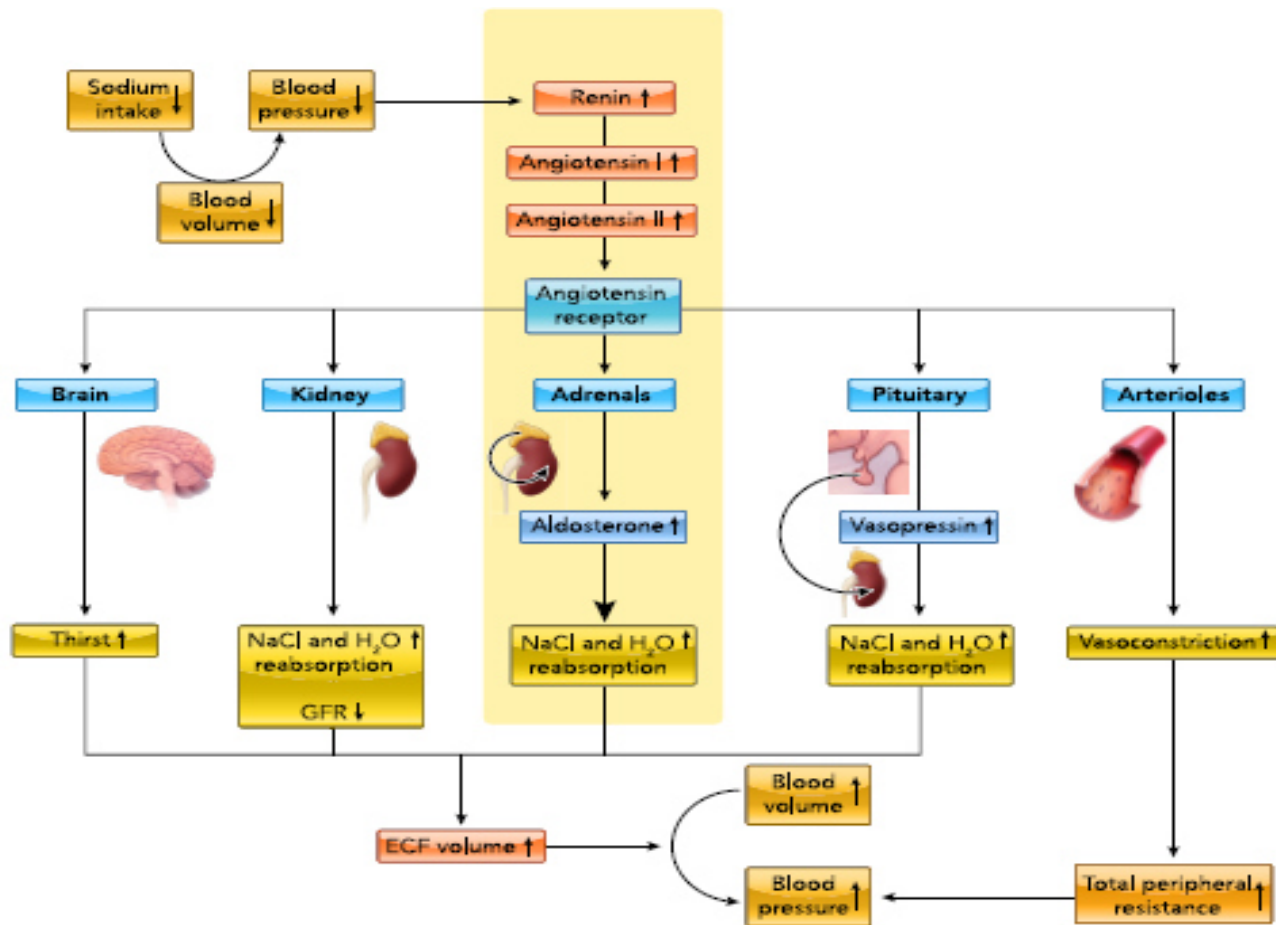 Sodium
intake ↓
Blood
pressure ↓
Renin ↑
Angiotensin I ↑
Blood
volume ↓
Angiotensin II ↑
Angiotensin
receptor
Brain
Kidney
Adrenals
Pituitary
Arterioles
Aldosterone ↑
Vasopressin ↑
Thirst ↑
NaCl and H₂O ↑
reabsorption
GFR ↓
NaCl and H₂O ↑
reabsorption
NaCl and H₂O ↑
reabsorption
Vasoconstriction ↑
Blood
volume ↑
ECF volume ↑
Blood
pressure ↑
Total peripheral
resistance ↑